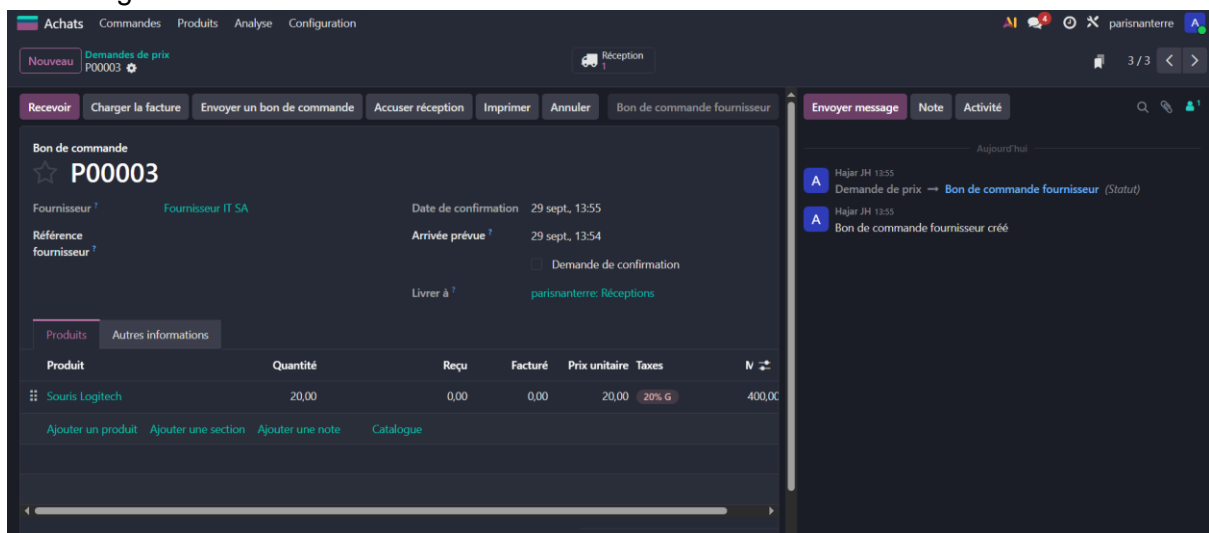 Achats Commandes Produits Analyse Configuration 4 parisnanterre A
Nouveau Demandes de prix
P00003
Réception
1
3 / 3
Recevoir Charger la facture Envoyer un bon de commande Accuser réception Imprimer Annuler Bon de commande fournisseur
Envoyer message Note Activité 1
Bon de commande
P00003
Fournisseur ? Fournisseur IT SA
Référence
fournisseur ?
Date de confirmation 29 sept., 13:55
Arrivée prévue ? 29 sept., 13:54
Demande de confirmation
Livrer à ? parisnanterre: Réceptions
Produits Autres informations
Produit Quantité Reçu Facturé Prix unitaire Taxes
Souris Logitech 20,00 0,00 0,00 20,00 20% G 400,00
Ajouter un produit Ajouter une section Ajouter une note Catalogue
Aujourd'hui
A Hajar JH 13:55
Demande de prix → Bon de commande fournisseur (Statut)
A Hajar JH 13:55
Bon de commande fournisseur créé